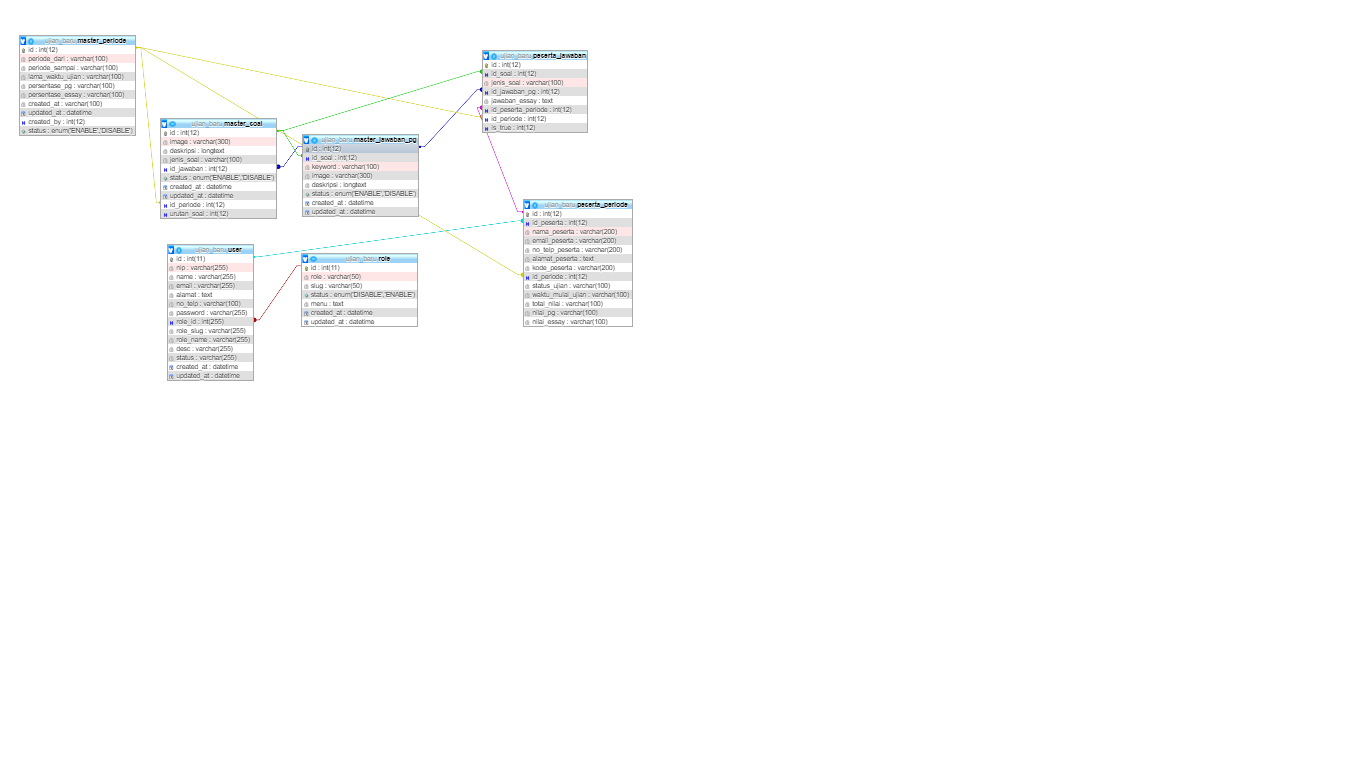 ujian_baru master_periode
id : int(12)
periode_dari : varchar(100)
periode_sampai : varchar(100)
lama_waktu_ujian : varchar(100)
persentase_pg : varchar(100)
persentase_essay : varchar(100)
created_at : varchar(100)
updated_at : datetime
created_by : int(12)
status : enum('ENABLE','DISABLE')
ujian_baru master_soal
id : int(12)
image : varchar(300)
deskripsi : longtext
jenis_soal : varchar(100)
id_jawaban : int(12)
status : enum('ENABLE','DISABLE')
created_at : datetime
updated_at : datetime
id_periode : int(12)
urutan_soal : int(12)
ujian_baru master_jawaban_pg
id : int(12)
id_soal : int(12)
keyword : varchar(100)
image : varchar(300)
deskripsi : longtext
status : enum('ENABLE','DISABLE')
created_at : datetime
updated_at : datetime
ujian_baru peserta_jawaban
id : int(12)
id_soal : int(12)
jenis_soal : varchar(100)
id_jawaban_pg : int(12)
jawaban_essay : text
id_peserta_periode : int(12)
id_periode : int(12)
is_true : int(12)
ujian_baru peserta_periode
id : int(12)
id_peserta : int(12)
nama_peserta : varchar(200)
email_peserta : varchar(200)
no_telp_peserta : varchar(200)
alamat_peserta : text
kode_peserta : varchar(200)
id_periode : int(12)
status_ujian : varchar(100)
waktu_mulai_ujian : varchar(100)
total_nilai : varchar(100)
nilai_pg : varchar(100)
nilai_essay : varchar(100)
ujian_baru user
id : int(11)
nip : varchar(255)
name : varchar(255)
email : varchar(255)
alamat : text
no_telp : varchar(100)
password : varchar(255)
role_id : int(255)
role_slug : varchar(255)
role_name : varchar(255)
desc : varchar(255)
status : varchar(255)
created_at : datetime
updated_at : datetime
ujian_baru role
id : int(11)
role : varchar(50)
slug : varchar(50)
status : enum('DISABLE','ENABLE')
menu : text
created_at : datetime
updated_at : datetime